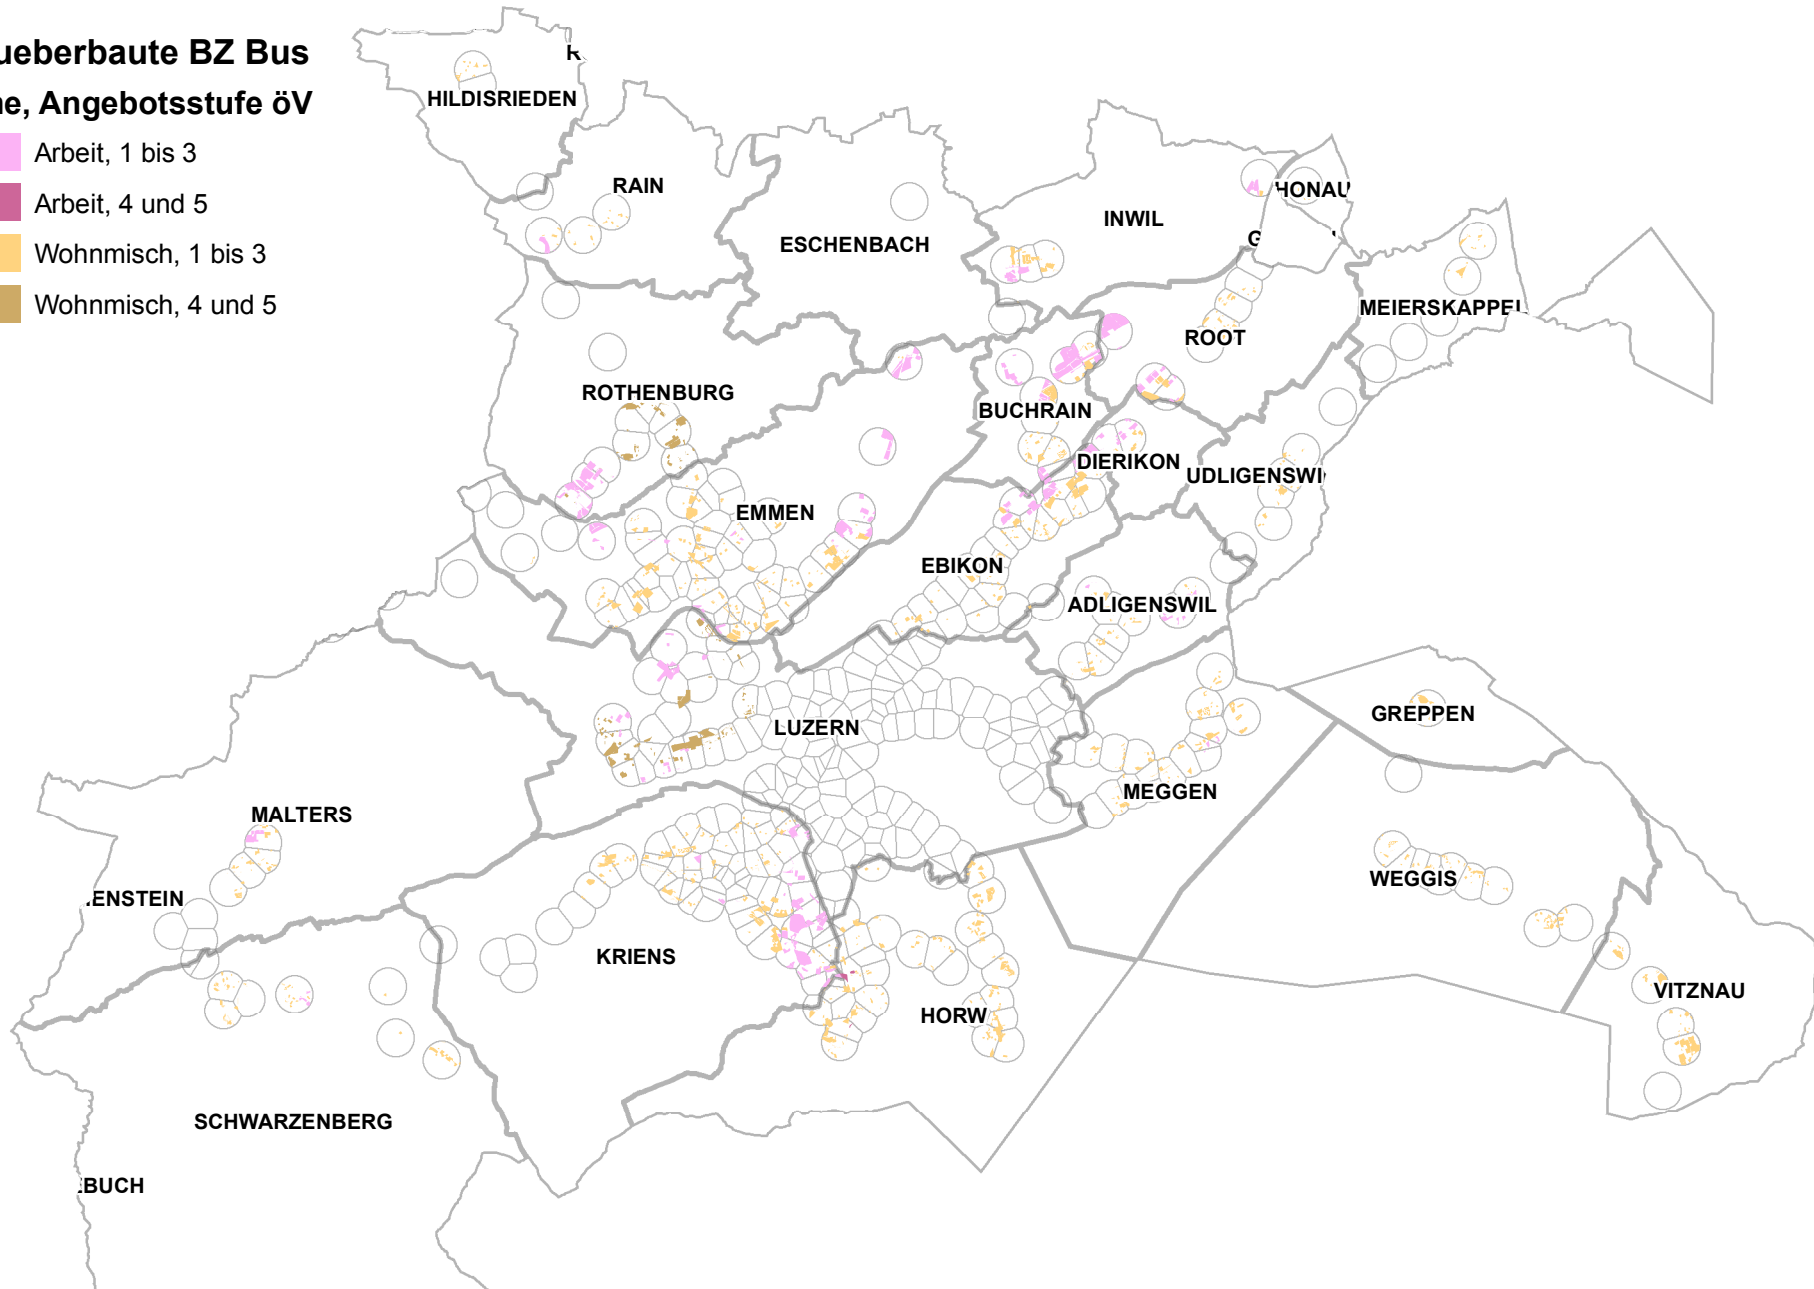 ueberbaute BZ Bus
e, Angebotsstufe öV
Arbeit, 1 bis 3
Arbeit, 4 und 5
Wohnmisch, 1 bis 3
Wohnmisch, 4 und 5
R
HILDISRIEDEN
RAIN
ESCHENBACH
INWIL
HONAU
G
MEIERSKAPPEL
ROOT
ROTHENBURG
BUCHRAIN
DIERIKON
UDLIGENSWI
EMMEN
EBIKON
ADLIGENSWIL
GREPPEN
LUZERN
MEGGEN
MALTERS
WEGGIS
IENSTEIN
KRIENS
VITZNAU
HORW
SCHWARZENBERG
EBUCH